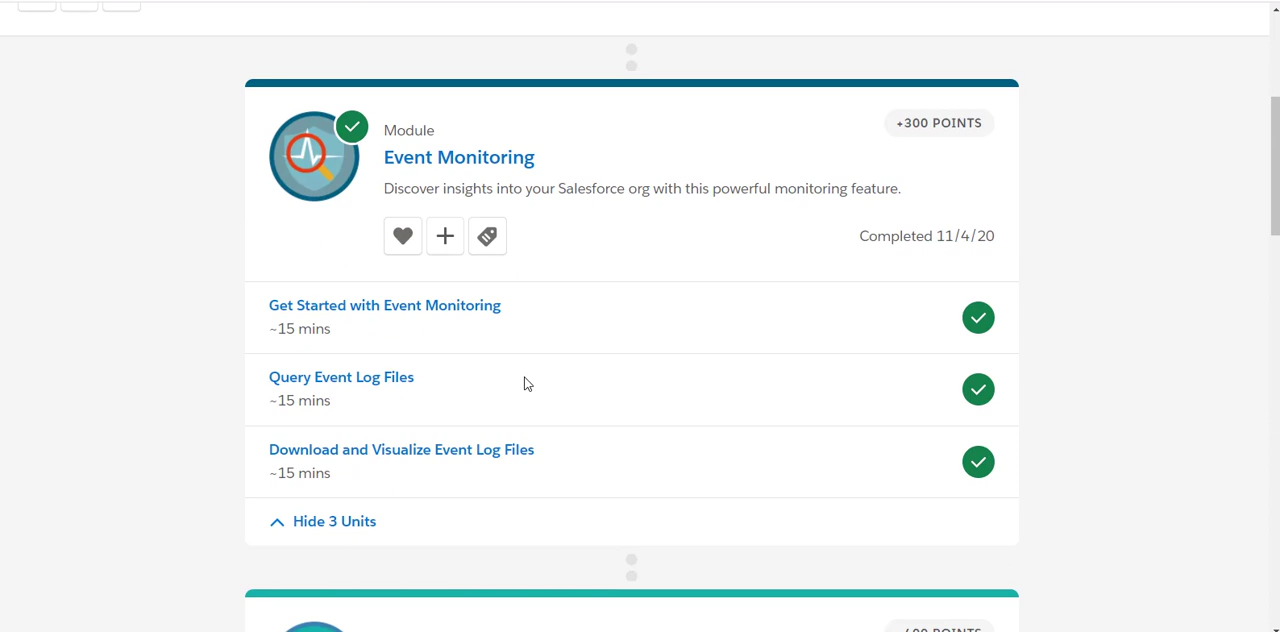 +300 POINTS
Module
Event Monitoring
Discover insights into your Salesforce org with this powerful monitoring feature.
Completed 11/4/20
Get Started with Event Monitoring
~15 mins
Query Event Log Files
~15 mins
Download and Visualize Event Log Files
~15 mins
Hide 3 Units
POINTS